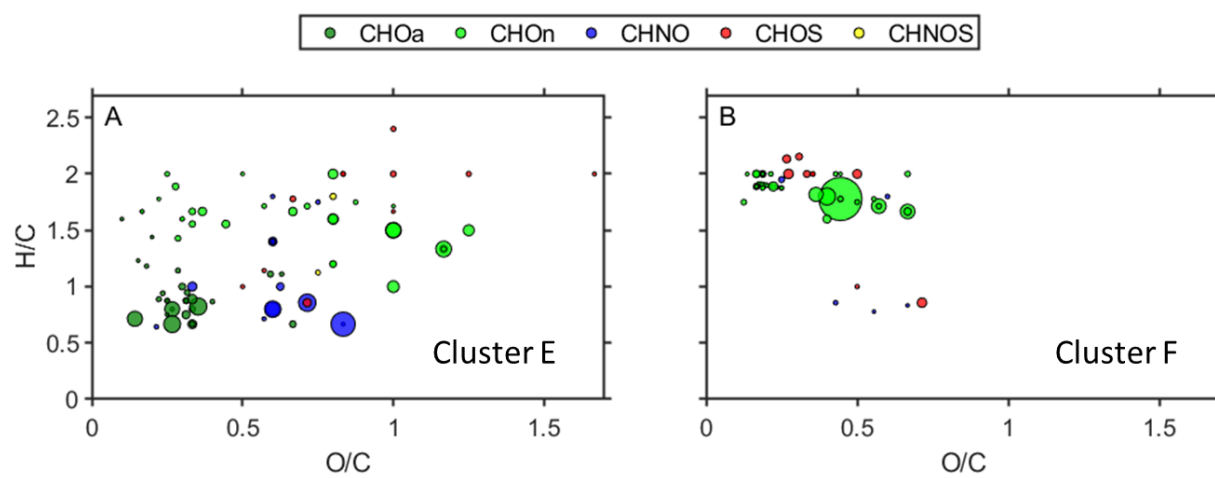 CHOa CHOn CHNO CHOS CHNOS
A
B
2.5
2
1.5
1
0.5
0
H/C
Cluster E
Cluster F
0 0.5 1 1.5
0 0.5 1 1.5
O/C
O/C